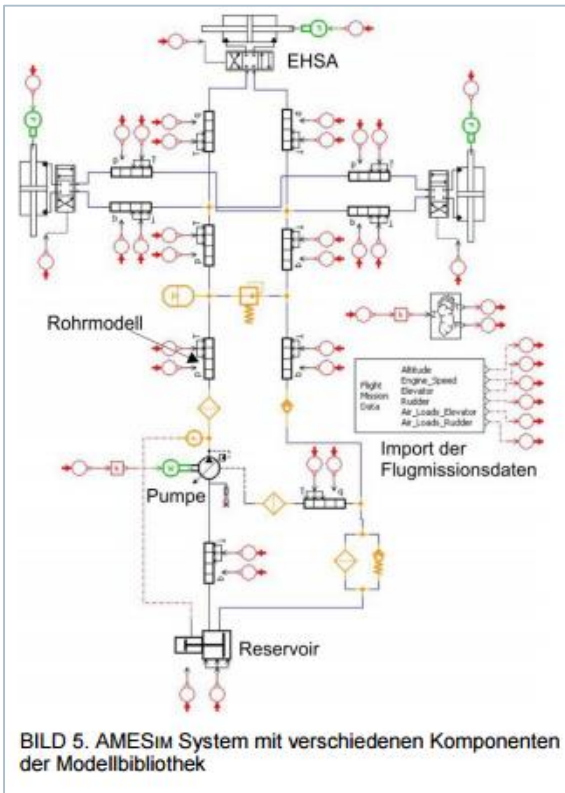 EHSA
Rohrmodell
Altitude
Engine_Speed
Flight Elevator
Mission Rudder
Data Air_Loads_Elevator
Air_Loads_Rudder
Import der
Flugmissionsdaten
Pumpe
Reservoir
BILD 5. AMESIM System mit verschiedenen Komponenten
der Modellbibliothek